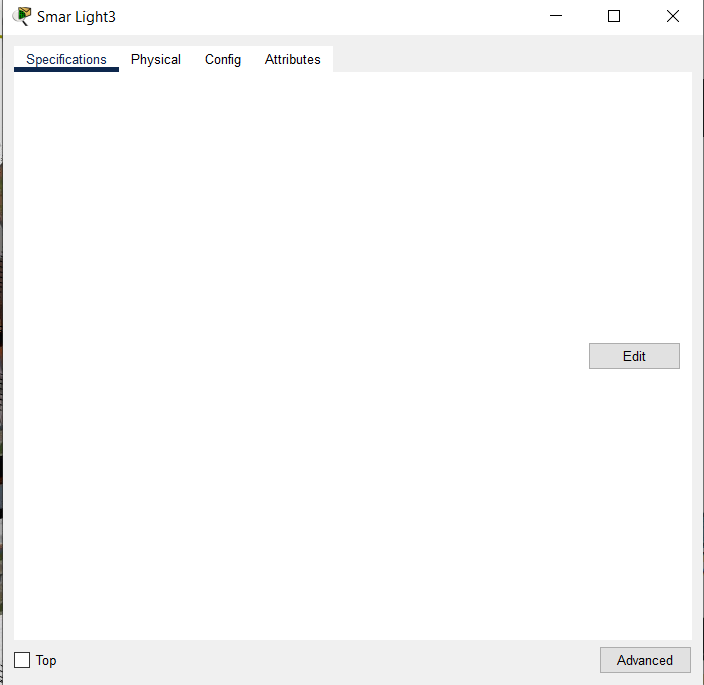 Smar Light3
Specifications Physical Config Attributes
Edit
Top Advanced